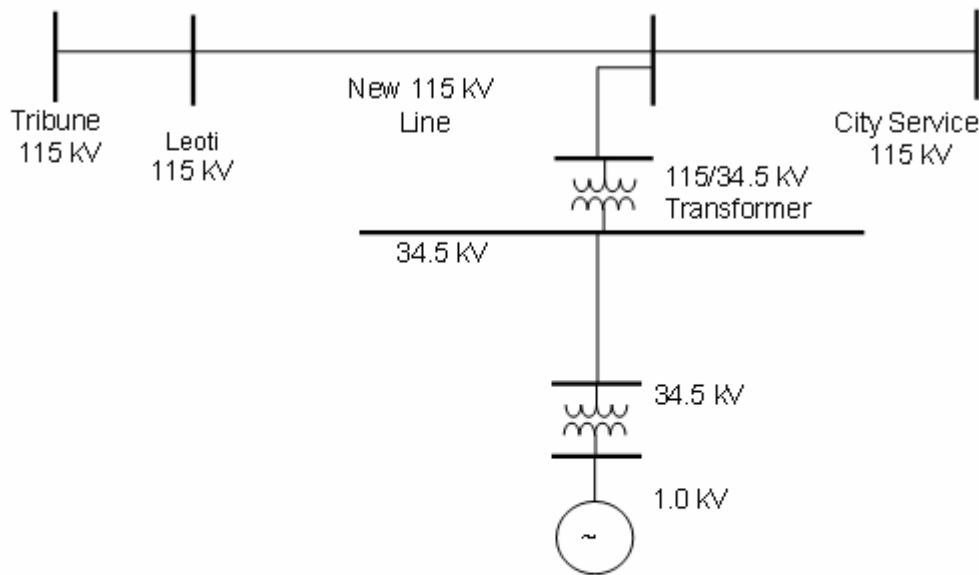 New 115 kV
Line
Tribune
115 kV
Leoti
115 kV
City Service
115 kV
115/34.5 kV
Transformer
34.5 kV
34.5 kV
1.0 kV
~